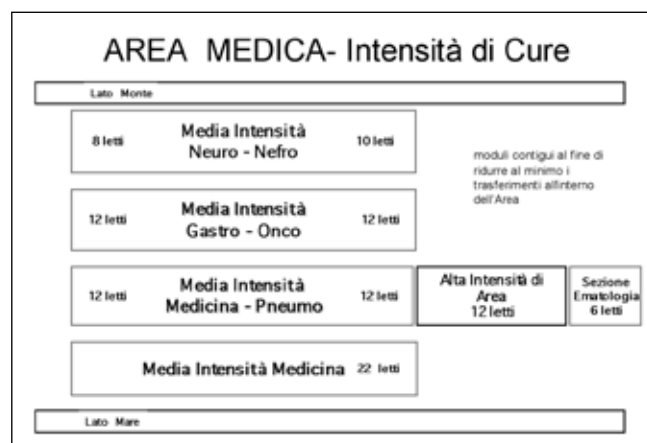 AREA MEDICA- Intensità di Cure
Lato Monte
8 letti Media Intensità 10 letti
Neuro - Nefro
moduli contigui al fine di
ridurre al minimo i
trasferimenti all'interno
dell'Area
12 letti Media Intensità 12 letti
Gastro - Onco
12 letti Media Intensità 12 letti
Medicina - Pneumo
Alta Intensità di
Area
12 letti
Sezione
Ematologia
6 letti
Media Intensità Medicina 22 letti
Lato Mare